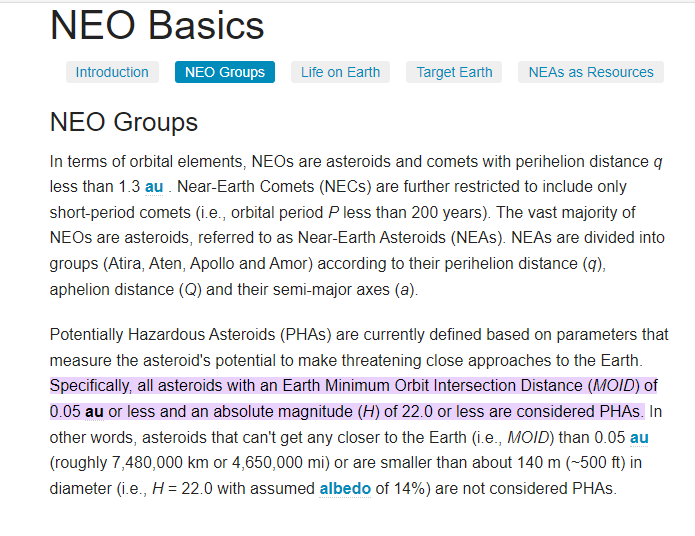 NEO Basics
Introduction NEO Groups Life on Earth Target Earth NEAs as Resources
NEO Groups
In terms of orbital elements, NEOs are asteroids and comets with perihelion distance q
less than 1.3 au . Near-Earth Comets (NECs) are further restricted to include only
short-period comets (i.e., orbital period P less than 200 years). The vast majority of
NEOs are asteroids, referred to as Near-Earth Asteroids (NEAs). NEAs are divided into
groups (Atira, Aten, Apollo and Amor) according to their perihelion distance (q),
aphelion distance (Q) and their semi-major axes (a).
Potentially Hazardous Asteroids (PHAs) are currently defined based on parameters that
measure the asteroid's potential to make threatening close approaches to the Earth.
Specifically, all asteroids with an Earth Minimum Orbit Intersection Distance (MOID) of
0.05 au or less and an absolute magnitude (H) of 22.0 or less are considered PHAs. In
other words, asteroids that can't get any closer to the Earth (i.e., MOID) than 0.05 au
(roughly 7,480,000 km or 4,650,000 mi) or are smaller than about 140 m (~500 ft) in
diameter (i.e., H = 22.0 with assumed albedo of 14%) are not considered PHAs.